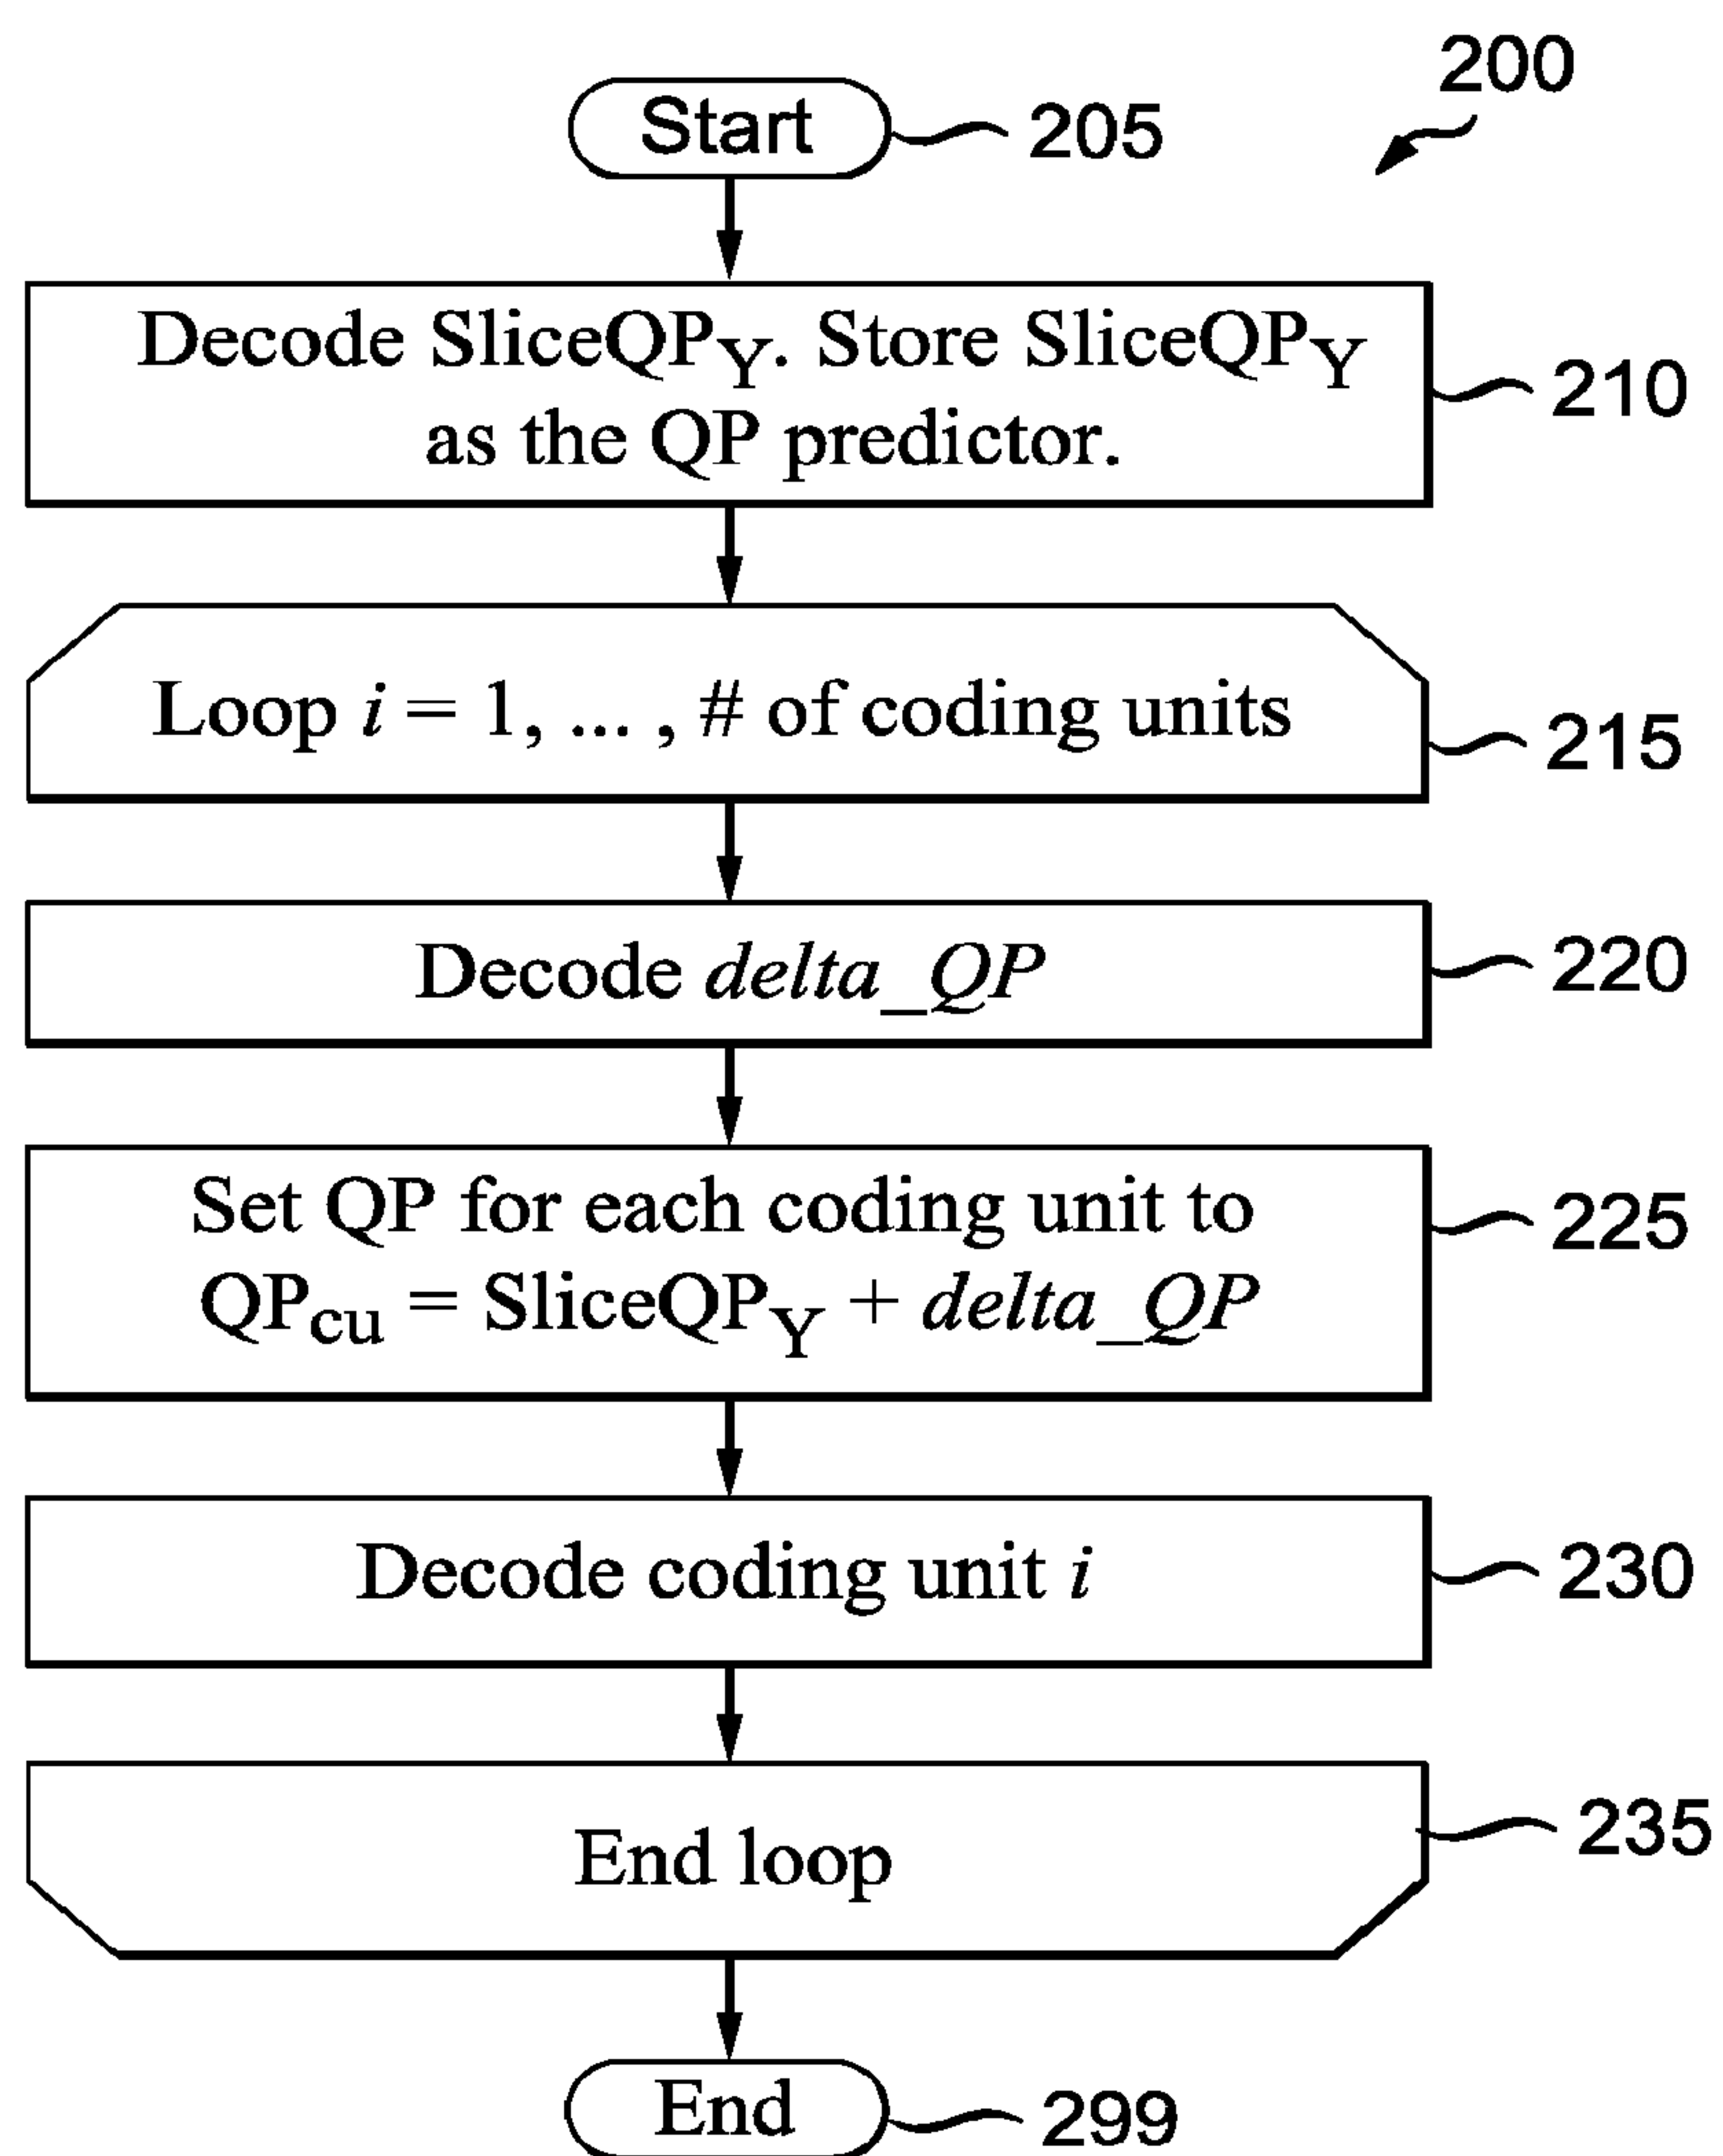 200
Start
205
Decode SliceQPY. Store SliceQPY
as the QP predictor.
210
Loop i = 1, ... , # of coding units
215
Decode delta_QP
220
Set QP for each coding unit to
QPcu = SliceQPY + delta_QP
225
Decode coding unit i
230
End loop
235
End
299